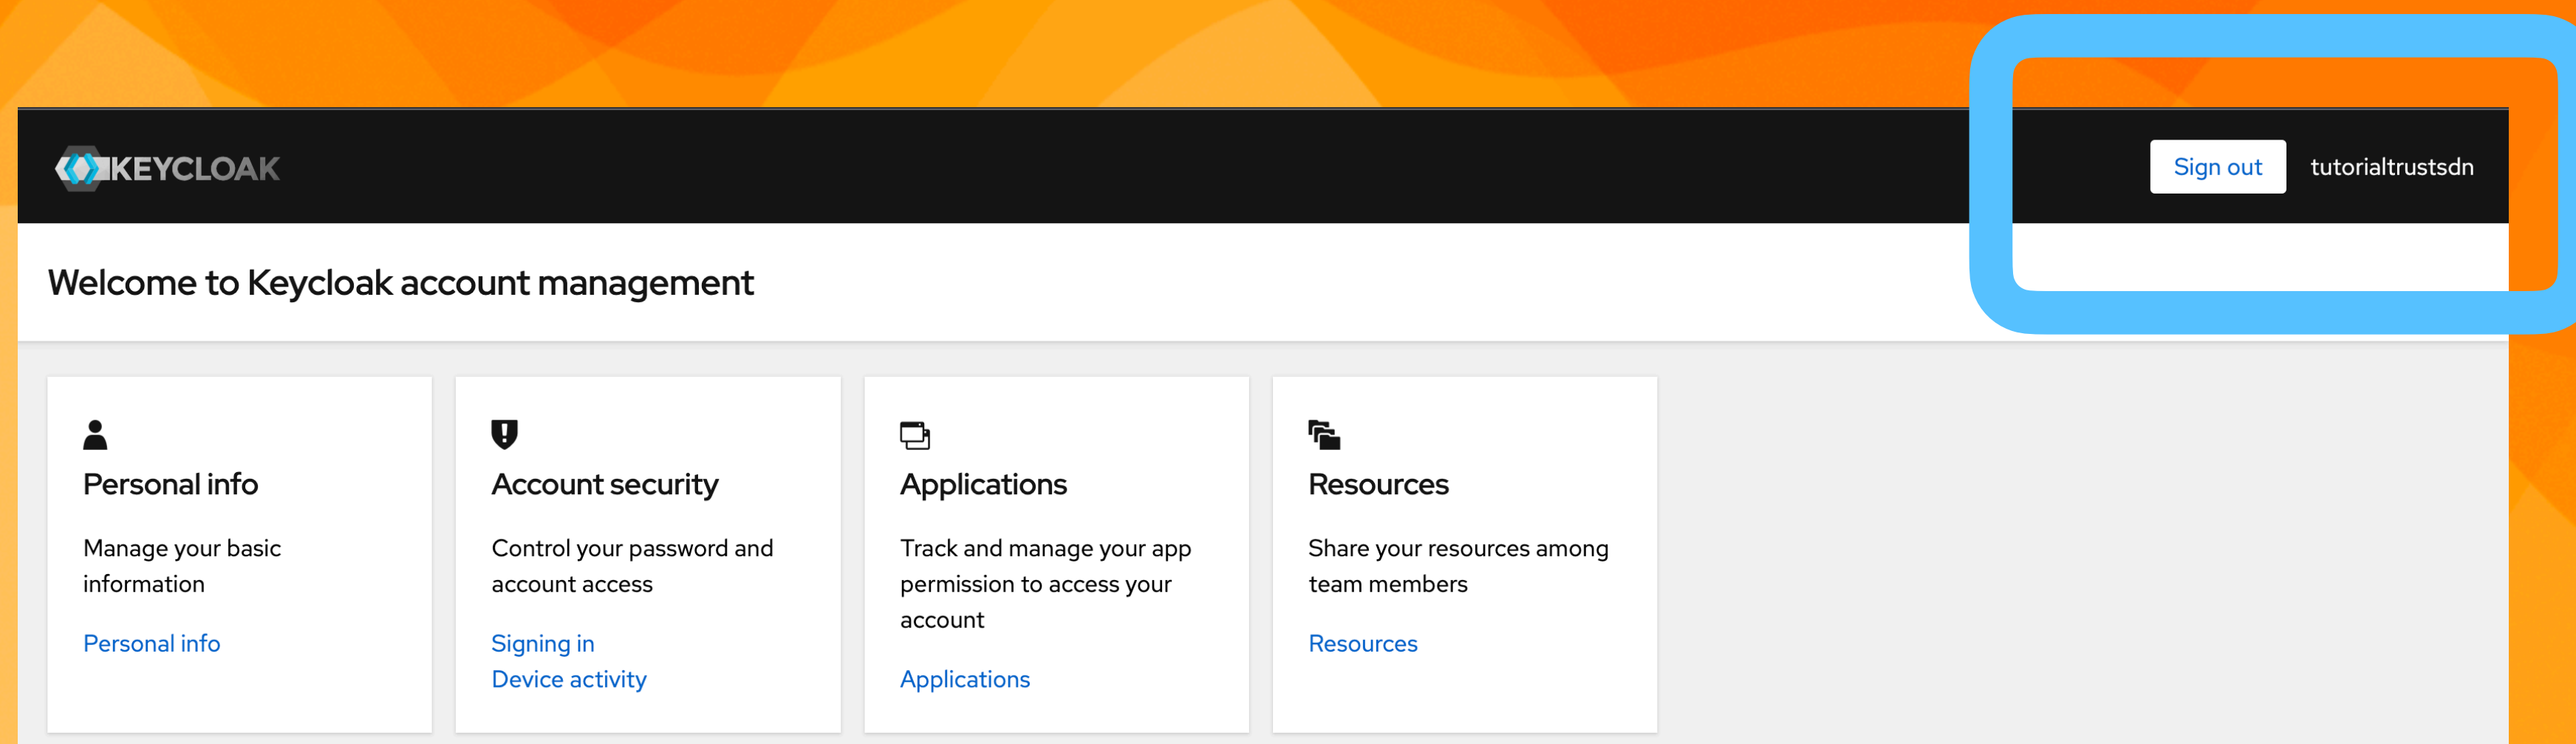 KEYCLOAK
Sign out tutorialtrustsdn
Welcome to Keycloak account management
Personal info
Manage your basic
information
Personal info
Account security
Control your password and
account access
Signing in
Device activity
Applications
Track and manage your app
permission to access your
account
Applications
Resources
Share your resources among
team members
Resources